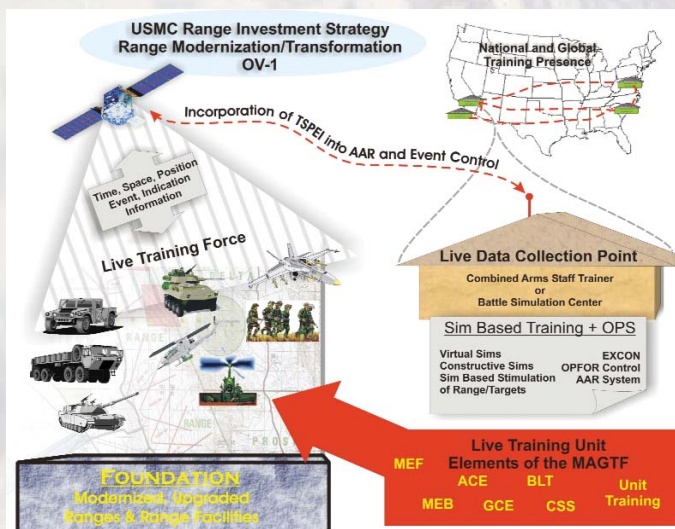 USMC Range Investment Strategy
Range Modernization/Transformation
OV-1
National and Global
Training Presence
Incorporation of TSPEI into AAR and Event Control
Time, Space, Position
Event, Indication
Information
Live Training Force
Live Data Collection Point
Combined Arms Staff Trainer
or
Battle Simulation Center
Sim Based Training + OPS
Virtual Sims
Constructive Sims
Sim Based Stimulation
of Range/Targets
EXCON
OPFOR Control
AAR System
DELTA
RANGE
RANGE
PROS
Live Training Unit
Elements of the MAGTF
MEF
ACE
BLT
Unit
Training
MEB
GCE
CSS
FOUNDATION
Modernized, Upgraded
Ranges & Range Facilities